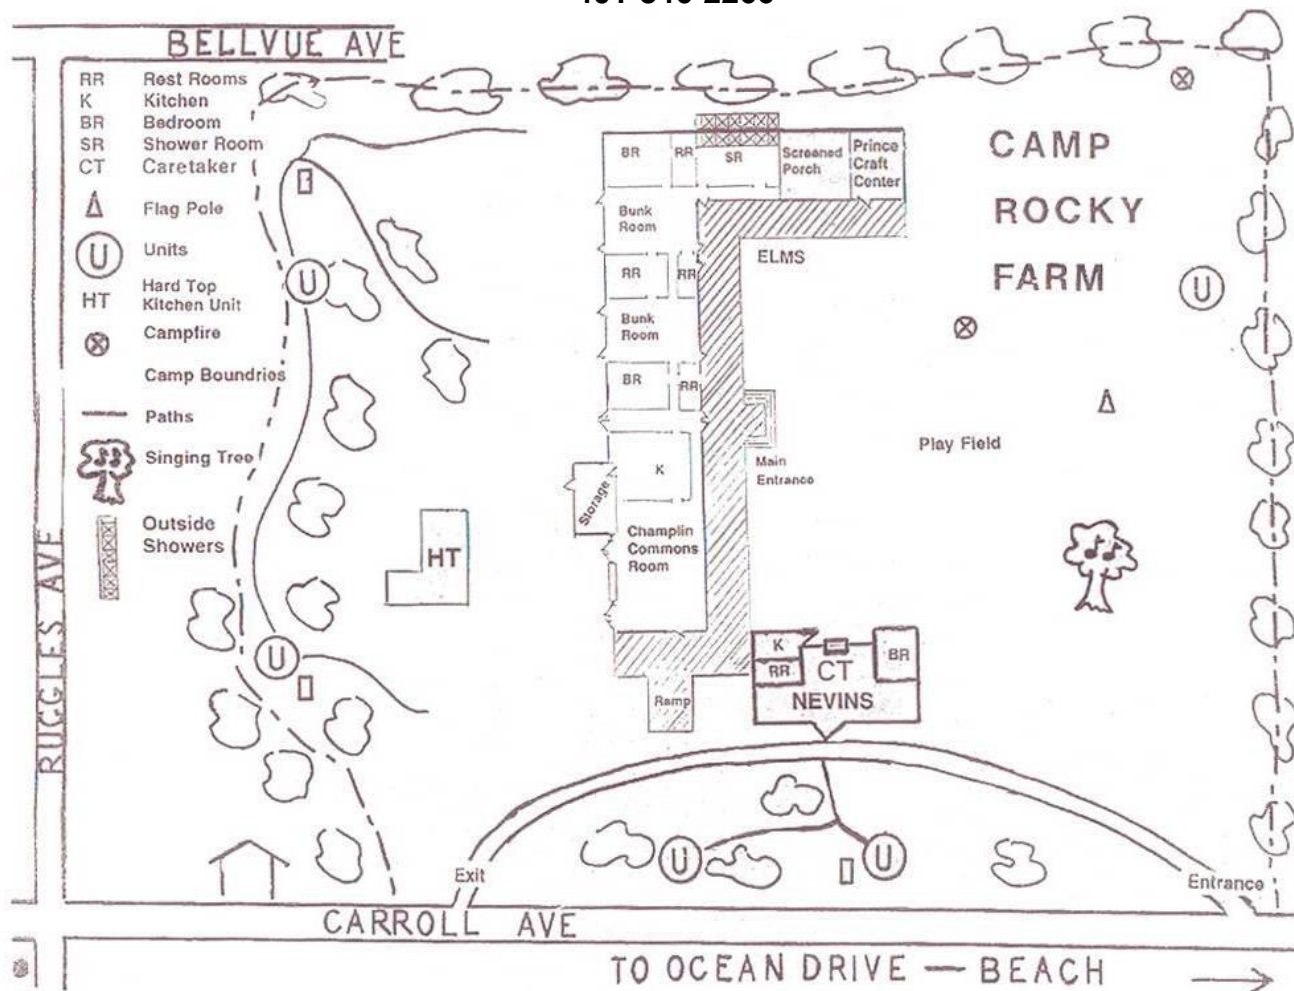 BELLVUE AVE
RR Rest Rooms
K Kitchen
BR Bedroom
SR Shower Room
CT Caretaker
Flag Pole
U Units
HT Hard Top
Kitchen Unit
Campfire
Camp Boundries
Paths
Singing Tree
Outside
Showers
RUGGLES AVE
CAMP
ROCKY
FARM
BR
RR
SR
Screened
Porch
Prince
Craft
Center
Bunk
Room
ELMS
RR
RR
Bunk
Room
BR
RR
U
U
Main
Entrance
Play Field
K
Storage
Champlin
Commons
Room
HT
U
Ramp
K
RR
CT
BR
NEVINS
U
U
Exit
Entrance
CARROLL AVE
TO OCEAN DRIVE — BEACH